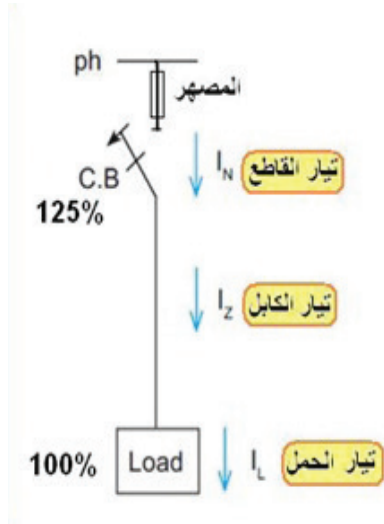 ph
المصهر
I_N تيار القاطع
C.B
125%
I_Z تيار الكابل
100% Load I_L تيار الحمل